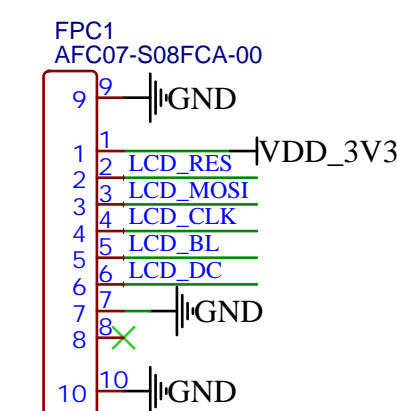 FPC1
AFC07-S08FCA-00
9 9 GND
1 1 VDD_3V3
2 2 LCD_RES
3 3 LCD_MOSI
4 4 LCD_CLK
5 5 LCD_BL
6 6 LCD_DC
7 7 GND
8 8
10 10 GND